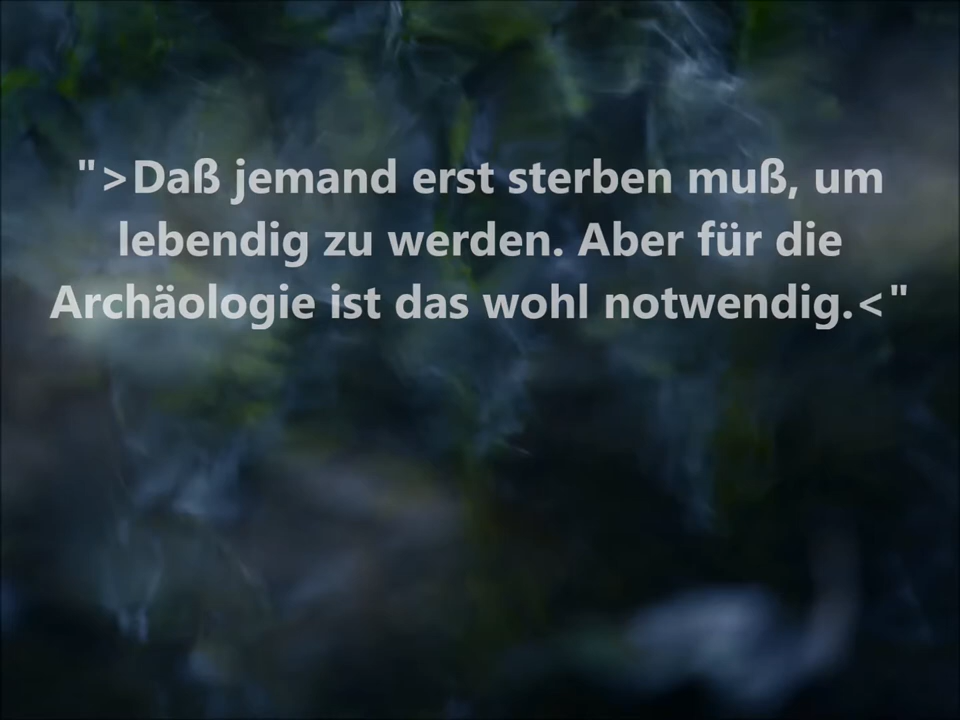 ">Daß jemand erst sterben muß, um
lebendig zu werden. Aber für die
Archäologie ist das wohl notwendig.<"